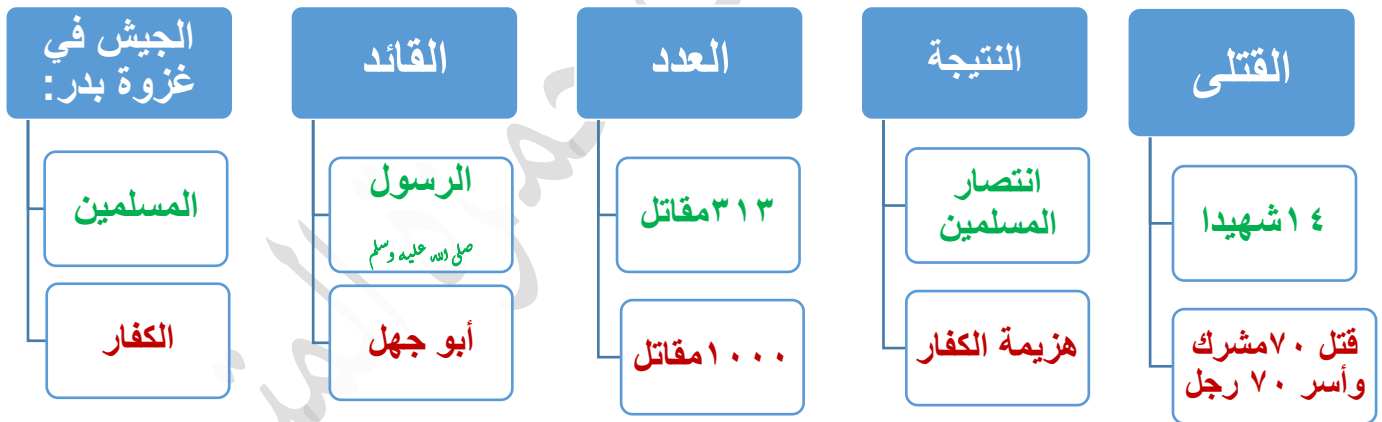 الجيش في
غزوة بدر:
المسلمين
الكفار
القائد
الرسول
صلى الله عليه وسلم
أبو جهل
العدد
٣١٣مقاتل
١٠٠٠مقاتل
النتيجة
انتصار
المسلمين
هزيمة الكفار
القتلى
١٤شهيدا
قتل ٧٠مشرك
وأسر ٧٠ رجل